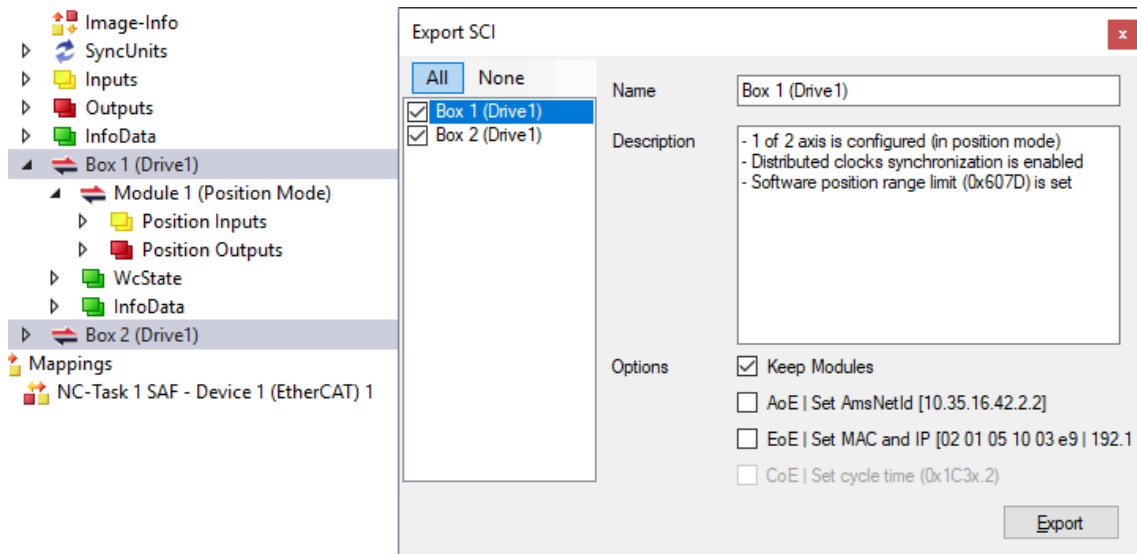 Image-Info
SyncUnits
Inputs
Outputs
InfoData
Box 1 (Drive1)
Module 1 (Position Mode)
Position Inputs
Position Outputs
WcState
InfoData
Box 2 (Drive1)
Mappings
NC-Task 1 SAF - Device 1 (EtherCAT) 1
Export SCI
x
All None
Box 1 (Drive1)
Box 2 (Drive1)
Name
Box 1 (Drive1)
Description
- 1 of 2 axis is configured (in position mode)
- Distributed clocks synchronization is enabled
- Software position range limit (0x607D) is set
Options
Keep Modules
AoE | Set AmsNetId [10.35.16.42.2.2]
EoE | Set MAC and IP [02 01 05 10 03 e9 | 192.1
CoE | Set cycle time (0x1C3x.2)
Export